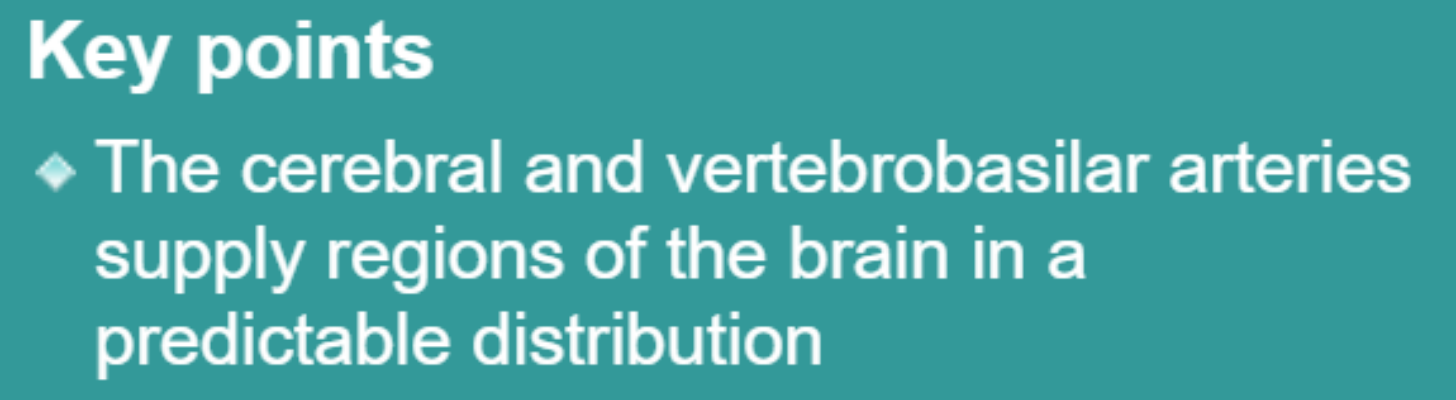 Key points
The cerebral and vertebrobasilar arteries
supply regions of the brain in a
predictable distribution